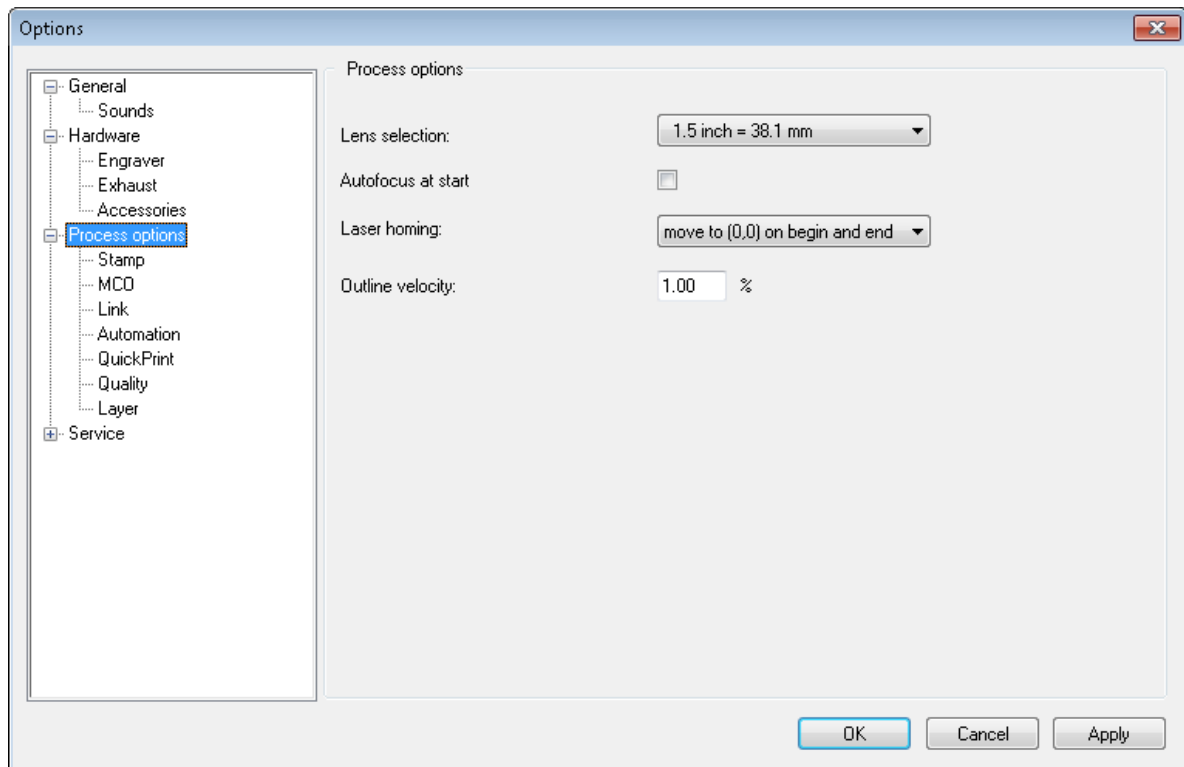 Options
General
Sounds
Hardware
Engraver
Exhaust
Accessories
Process options
Stamp
MCO
Link
Automation
QuickPrint
Quality
Layer
Service
Process options
Lens selection:
1.5 inch = 38.1 mm
Autofocus at start
Laser homing:
move to (0,0) on begin and end
Outline velocity:
1.00 %
OK
Cancel
Apply